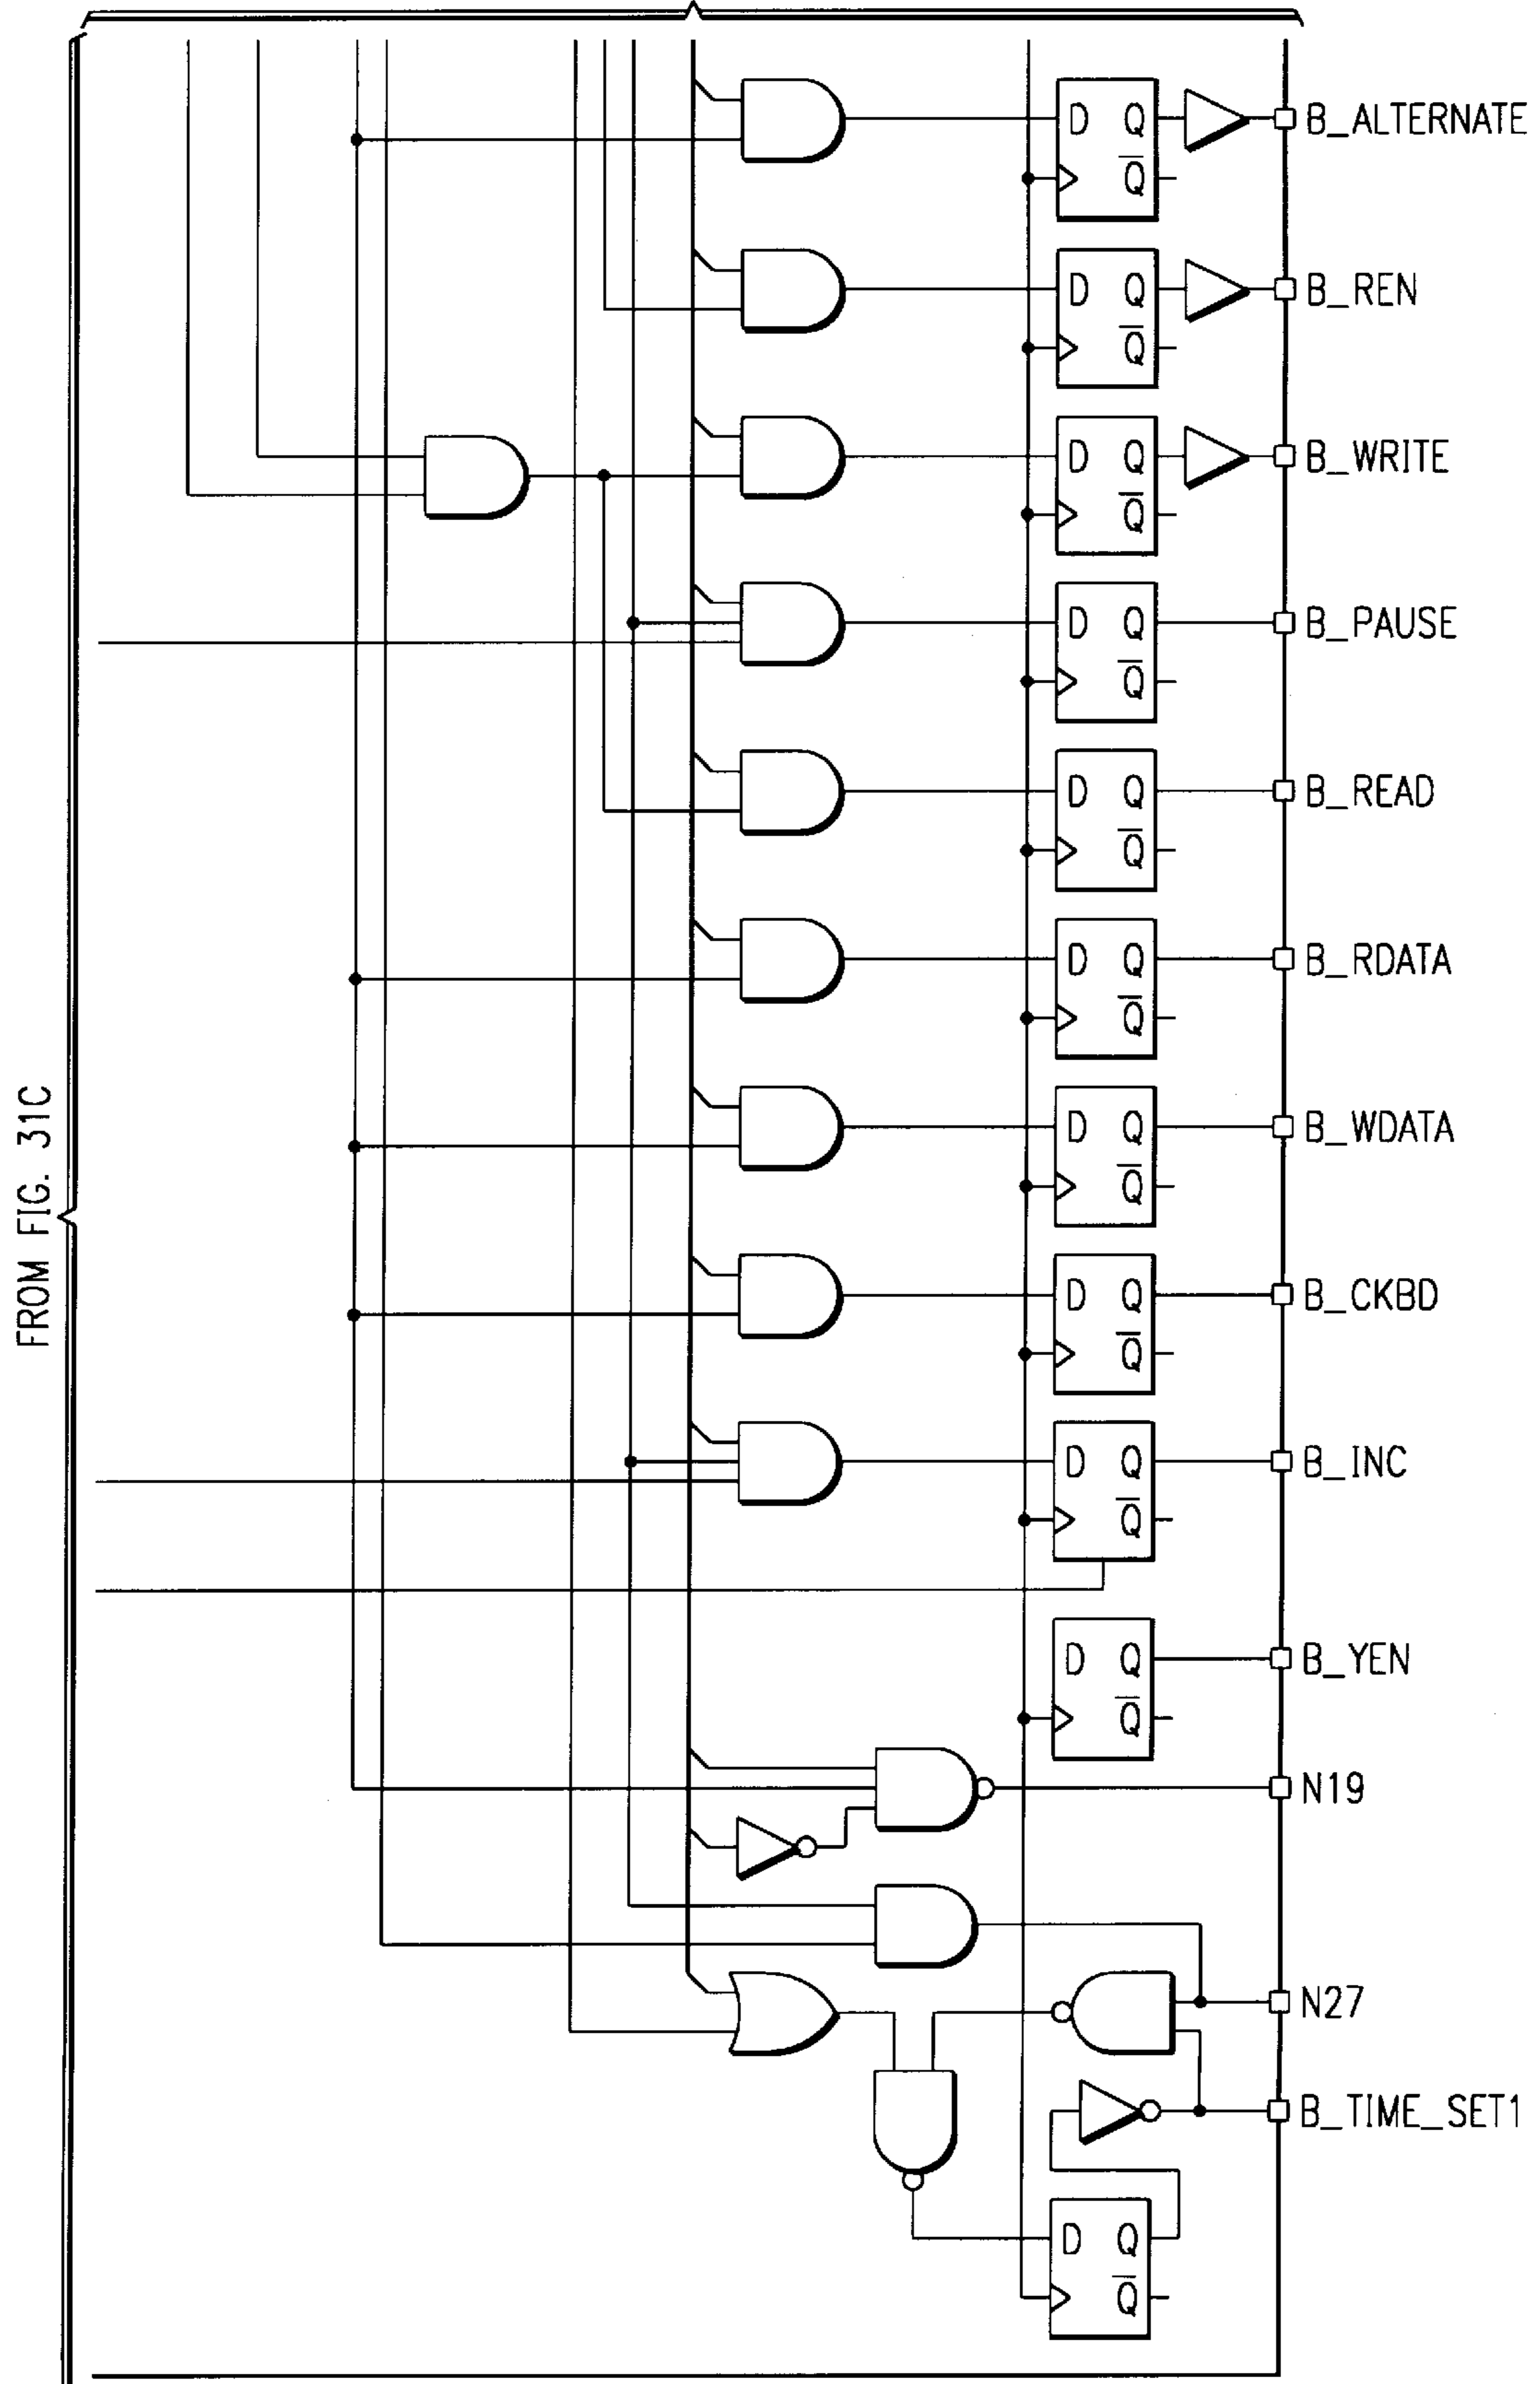 D Q B_ALTERNATE
Q
D Q B_REN
Q
D Q B_WRITE
Q
D Q B_PAUSE
Q
D Q B_READ
Q
D Q B_RDATA
Q
FROM FIG. 31C
D Q B_WDATA
Q
D Q B_CKBD
Q
D Q B_INC
Q
D Q B_YEN
Q
N19
N27
B_TIME_SET1
D Q
Q